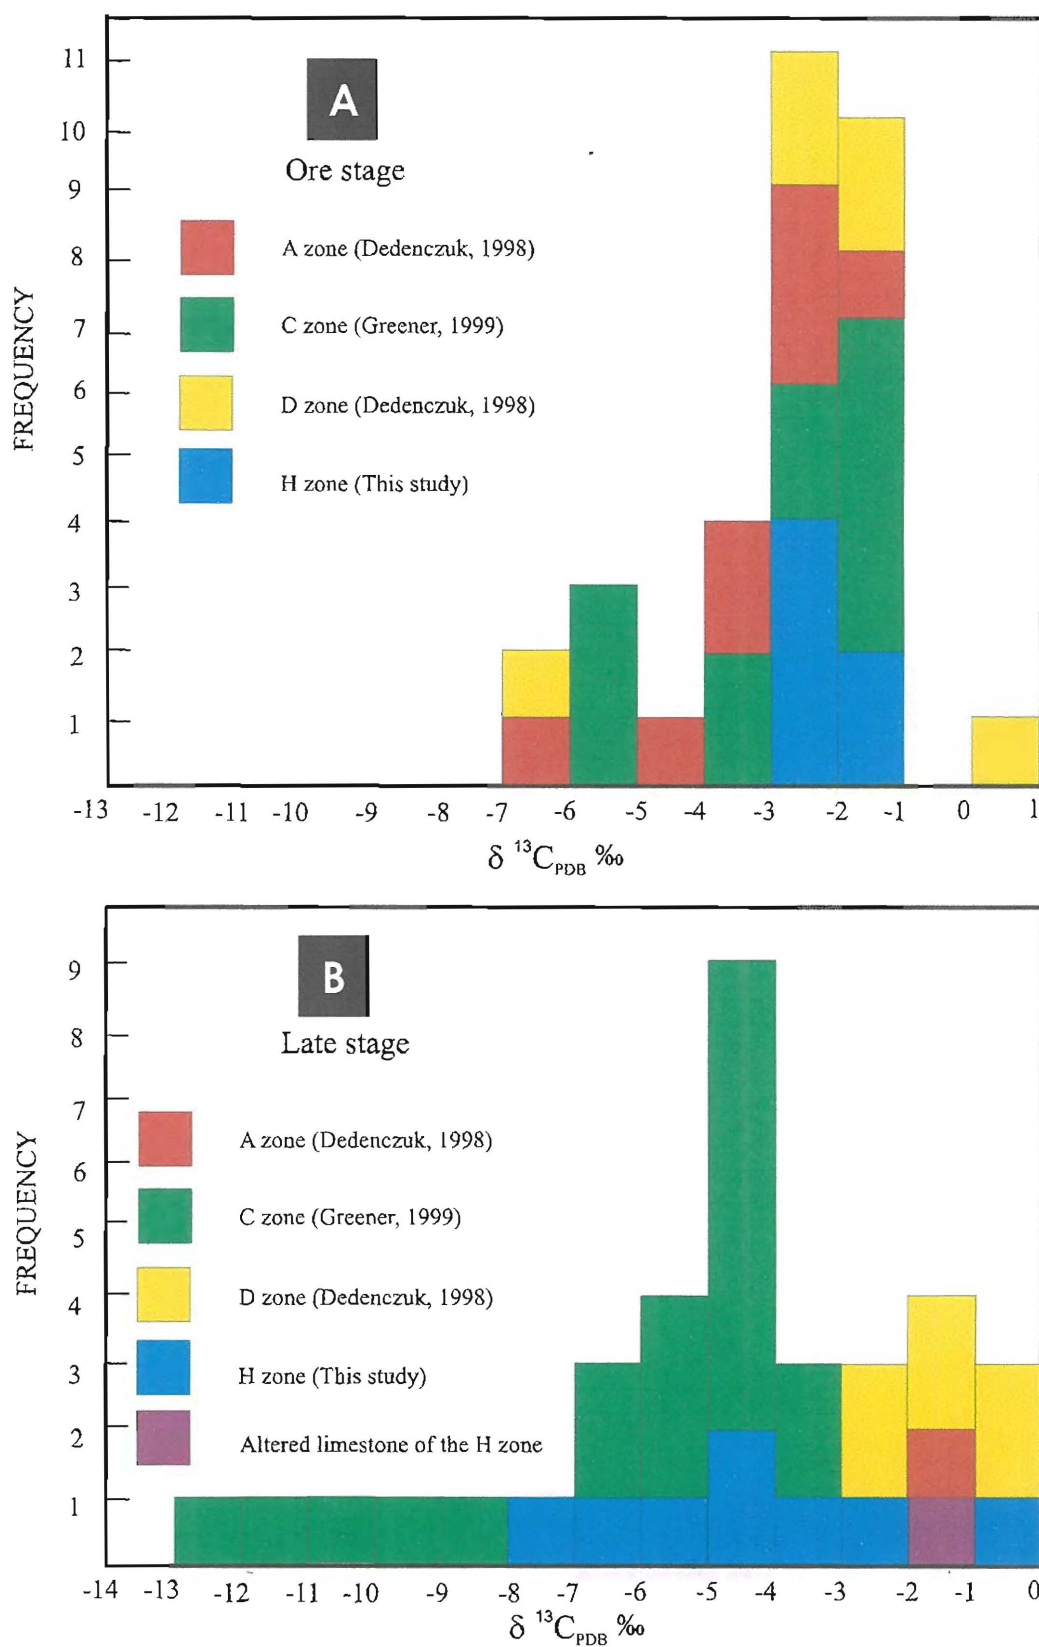 A
Ore stage
A zone (Dedenczuk, 1998)
C zone (Greener, 1999)
D zone (Dedenczuk, 1998)
H zone (This study)
FREQUENCY
11
10
9
8
7
6
5
4
3
2
1
-13 -12 -11 -10 -9 -8 -7 -6 -5 -4 -3 -2 -1 0 1
δ ¹³C_PDB ‰
B
Late stage
A zone (Dedenczuk, 1998)
C zone (Greener, 1999)
D zone (Dedenczuk, 1998)
H zone (This study)
Altered limestone of the H zone
FREQUENCY
9
8
7
6
5
4
3
2
1
-14 -13 -12 -11 -10 -9 -8 -7 -6 -5 -4 -3 -2 -1 0
δ ¹³C_PDB ‰